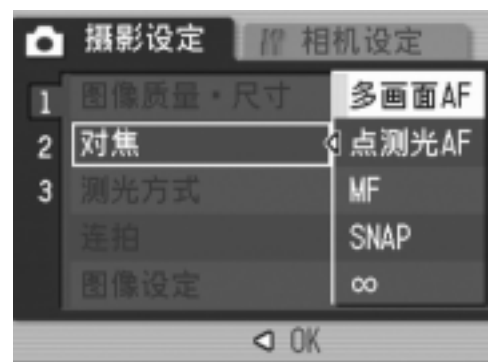 摄影设定 相机设定
1 图像质量·尺寸 多画面AF
2 对焦 点测光AF
3 测光方式 MF
连拍 SNAP
图像设定 ∞
OK